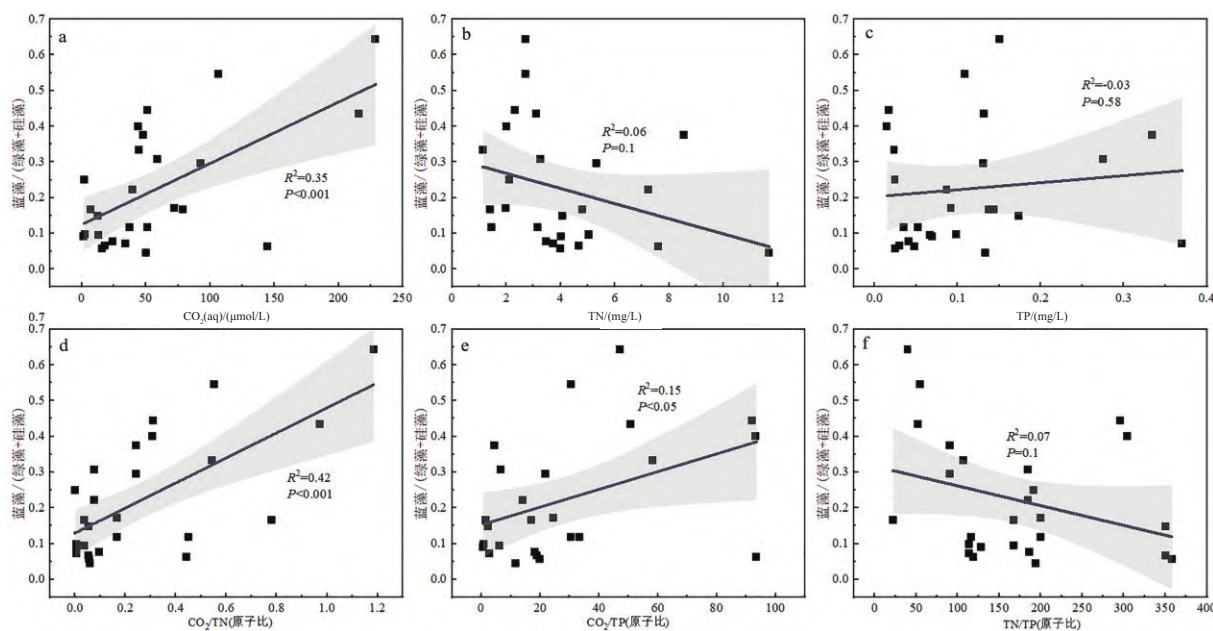 a
蓝藻/(绿藻+硅藻)
0.7
0.6
0.5
0.4
0.3
0.2
0.1
0.0
R²=0.35
P<0.001
0 50 100 150 200 250
CO₂(aq)/(μmol/L)
b
蓝藻/(绿藻+硅藻)
0.7
0.6
0.5
0.4
0.3
0.2
0.1
0.0
R²=0.06
P=0.1
0 2 4 6 8 10 12
TN/(mg/L)
c
蓝藻/(绿藻+硅藻)
0.7
0.6
0.5
0.4
0.3
0.2
0.1
0.0
R²=-0.03
P=0.58
0.0 0.1 0.2 0.3 0.4
TP/(mg/L)
d
蓝藻/(绿藻+硅藻)
0.7
0.6
0.5
0.4
0.3
0.2
0.1
0.0
R²=0.42
P<0.001
0.0 0.2 0.4 0.6 0.8 1.0 1.2
CO₂/TN(原子比)
e
蓝藻/(绿藻+硅藻)
0.7
0.6
0.5
0.4
0.3
0.2
0.1
0.0
R²=0.15
P<0.05
0 20 40 60 80 100
CO₂/TP(原子比)
f
蓝藻/(绿藻+硅藻)
0.7
0.6
0.5
0.4
0.3
0.2
0.1
0.0
R²=0.07
P=0.1
0 50 100 150 200 250 300 350 400
TN/TP(原子比)